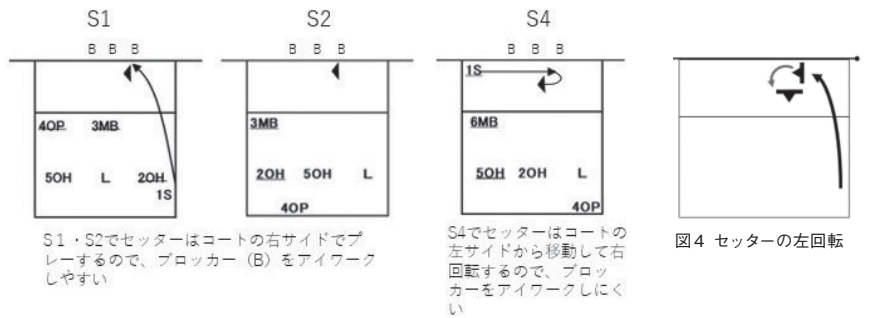 S1
B B B
4OP 3MB
5OH L 2OH
1S
S1・S2でセッターはコートの右サイドでプ
レーするので、ブロッカー（B）をアイワーク
しやすい
S2
B B B
3MB
2OH 5OH L
4OP
S4
B B B
1S
6MB
5OH 2OH L
4OP
S4でセッターはコートの
左サイドから移動して右
回転するので、ブロッ
カーをアイワークしにく
い
図4 セッターの左回転